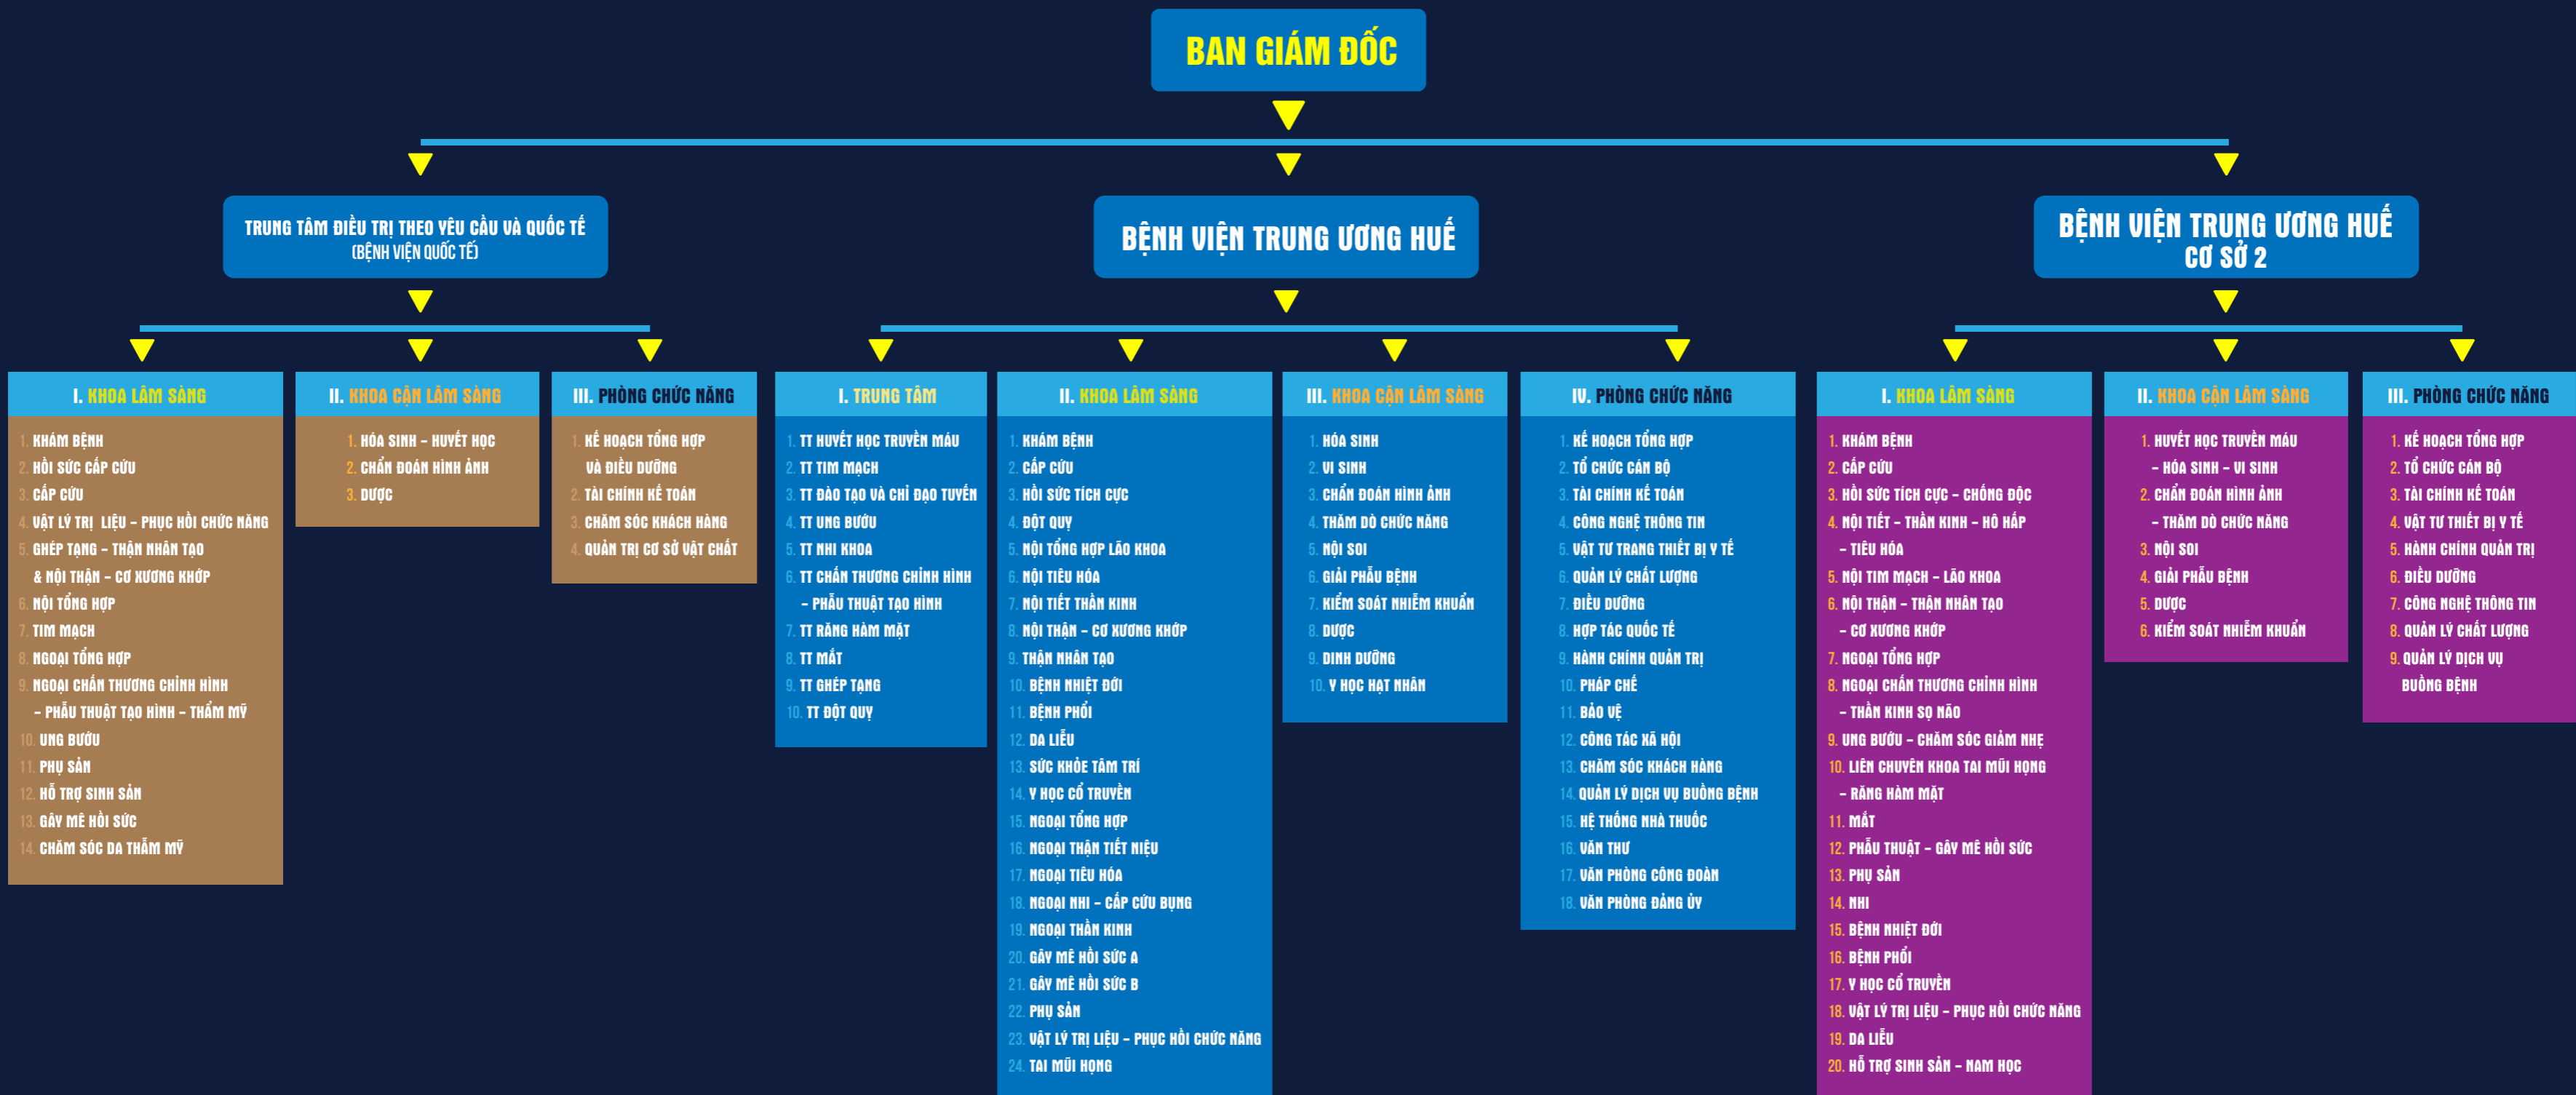 BAN GIÁM ĐỐC
TRUNG TÂM ĐIỀU TRỊ THEO YÊU CẦU VÀ QUỐC TẾ
(BỆNH VIỆN QUỐC TẾ)
BỆNH VIỆN TRUNG ƯƠNG HUẾ
BỆNH VIỆN TRUNG ƯƠNG HUẾ
CƠ SỞ 2
I. KHOA LÂM SÀNG
1. KHÁM BỆNH
2. HỒI SỨC CẤP CỨU
3. CẤP CỨU
4. VẬT LÝ TRỊ LIỆU - PHỤC HỒI CHỨC NĂNG
5. GHÉP TẠNG - THẬN NHÂN TẠO
& NỘI THẬN - CƠ XƯƠNG KHỚP
6. NỘI TỔNG HỢP
7. TIM MẠCH
8. NGOẠI TỔNG HỢP
9. NGOẠI CHẤN THƯƠNG CHỈNH HÌNH
- PHẪU THUẬT TẠO HÌNH - THẨM MỸ
10. UNG BƯỚU
11. PHỤ SẢN
12. HỖ TRỢ SINH SẢN
13. GÂY MÊ HỒI SỨC
14. CHĂM SÓC DA THẪM MỸ
II. KHOA CẬN LÂM SÀNG
1. HÓA SINH - HUYẾT HỌC
2. CHẨN ĐOÁN HÌNH ẢNH
3. DƯỢC
III. PHÒNG CHỨC NĂNG
1. KẾ HOẠCH TỔNG HỢP
VÀ ĐIỀU DƯỠNG
2. TÀI CHÍNH KẾ TOÁN
3. CHĂM SÓC KHÁCH HÀNG
4. QUẢN TRỊ CƠ SỞ VẬT CHẤT
I. TRUNG TÂM
1. TT HUYẾT HỌC TRUYỀN MÁU
2. TT TIM MẠCH
3. TT ĐÀO TẠO VÀ CHỈ ĐẠO TUYẾN
4. TT UNG BƯỚU
5. TT NHI KHOA
6. TT CHẤN THƯƠNG CHỈNH HÌNH
- PHẪU THUẬT TẠO HÌNH
7. TT RĂNG HÀM MẶT
8. TT MẮT
9. TT GHÉP TẠNG
10. TT ĐỘT QUỴ
II. KHOA LÂM SÀNG
1. KHÁM BỆNH
2. CẤP CỨU
3. HỒI SỨC TÍCH CỰC
4. ĐỘT QUỴ
5. NỘI TỔNG HỢP LÃO KHOA
6. NỘI TIÊU HÓA
7. NỘI TIẾT THẦN KINH
8. NỘI THẬN - CƠ XƯƠNG KHỚP
9. THẬN NHÂN TẠO
10. BỆNH NHIỆT ĐỚI
11. BỆNH PHỔI
12. DA LIỄU
13. SỨC KHỎE TÂM TRÍ
14. Y HỌC CỔ TRUYỀN
15. NGOẠI TỔNG HỢP
16. NGOẠI THẬN TIẾT NIỆU
17. NGOẠI TIÊU HÓA
18. NGOẠI NHI - CẤP CỨU BỤNG
19. NGOẠI THẦN KINH
20. GÂY MÊ HỒI SỨC A
21. GÂY MÊ HỒI SỨC B
22. PHỤ SẢN
23. VẬT LÝ TRỊ LIỆU - PHỤC HỒI CHỨC NĂNG
24. TAI MŨI HỌNG
III. KHOA CẬN LÂM SÀNG
1. HÓA SINH
2. VI SINH
3. CHẨN ĐOÁN HÌNH ẢNH
4. THĂM DÒ CHỨC NĂNG
5. NỘI SOI
6. GIẢI PHẪU BỆNH
7. KIỂM SOÁT NHIỄM KHUẨN
8. DƯỢC
9. DINH DƯỠNG
10. Y HỌC HẠT NHÂN
IV. PHÒNG CHỨC NĂNG
1. KẾ HOẠCH TỔNG HỢP
2. TỔ CHỨC CÁN BỘ
3. TÀI CHÍNH KẾ TOÁN
4. CÔNG NGHỆ THÔNG TIN
5. VẬT TƯ TRANG THIẾT BỊ Y TẾ
6. QUẢN LÝ CHẤT LƯỢNG
7. ĐIỀU DƯỠNG
8. HỢP TÁC QUỐC TẾ
9. HÀNH CHÍNH QUẢN TRỊ
10. PHÁP CHẾ
11. BẢO VỆ
12. CÔNG TÁC XÃ HỘI
13. CHĂM SÓC KHÁCH HÀNG
14. QUẢN LÝ DỊCH VỤ BUỒNG BỆNH
15. HỆ THỐNG NHÀ THUỐC
16. VĂN THƯ
17. VĂN PHÒNG CÔNG ĐOÀN
18. VĂN PHÒNG ĐẢNG ỦY
I. KHOA LÂM SÀNG
1. KHÁM BỆNH
2. CẤP CỨU
3. HỒI SỨC TÍCH CỰC - CHỐNG ĐỘC
4. NỘI TIẾT - THẦN KINH - HÔ HẤP
- TIÊU HÓA
5. NỘI TIM MẠCH - LÃO KHOA
6. NỘI THẬN - THẬN NHÂN TẠO
- CƠ XƯƠNG KHỚP
7. NGOẠI TỔNG HỢP
8. NGOẠI CHẤN THƯƠNG CHỈNH HÌNH
- THẦN KINH SỌ NÃO
9. UNG BƯỚU - CHĂM SÓC GIẢM NHẸ
10. LIÊN CHUYÊN KHOA TAI MŨI HỌNG
- RĂNG HÀM MẶT
11. MẮT
12. PHẪU THUẬT - GÂY MÊ HỒI SỨC
13. PHỤ SẢN
14. NHI
15. BỆNH NHIỆT ĐỚI
16. BỆNH PHỔI
17. Y HỌC CỔ TRUYỀN
18. VẬT LÝ TRỊ LIỆU - PHỤC HỒI CHỨC NĂNG
19. DA LIỄU
20. HỖ TRỢ SINH SẢN - NAM HỌC
II. KHOA CẬN LÂM SÀNG
1. HUYẾT HỌC TRUYỀN MÁU
- HÓA SINH - VI SINH
2. CHẨN ĐOÁN HÌNH ẢNH
- THĂM DÒ CHỨC NĂNG
3. NỘI SOI
4. GIẢI PHẪU BỆNH
5. DƯỢC
6. KIỂM SOÁT NHIỄM KHUẨN
III. PHÒNG CHỨC NĂNG
1. KẾ HOẠCH TỔNG HỢP
2. TỔ CHỨC CÁN BỘ
3. TÀI CHÍNH KẾ TOÁN
4. VẬT TƯ THIẾT BỊ Y TẾ
5. HÀNH CHÍNH QUẢN TRỊ
6. ĐIỀU DƯỠNG
7. CÔNG NGHỆ THÔNG TIN
8. QUẢN LÝ CHẤT LƯỢNG
9. QUẢN LÝ DỊCH VỤ
BUỒNG BỆNH